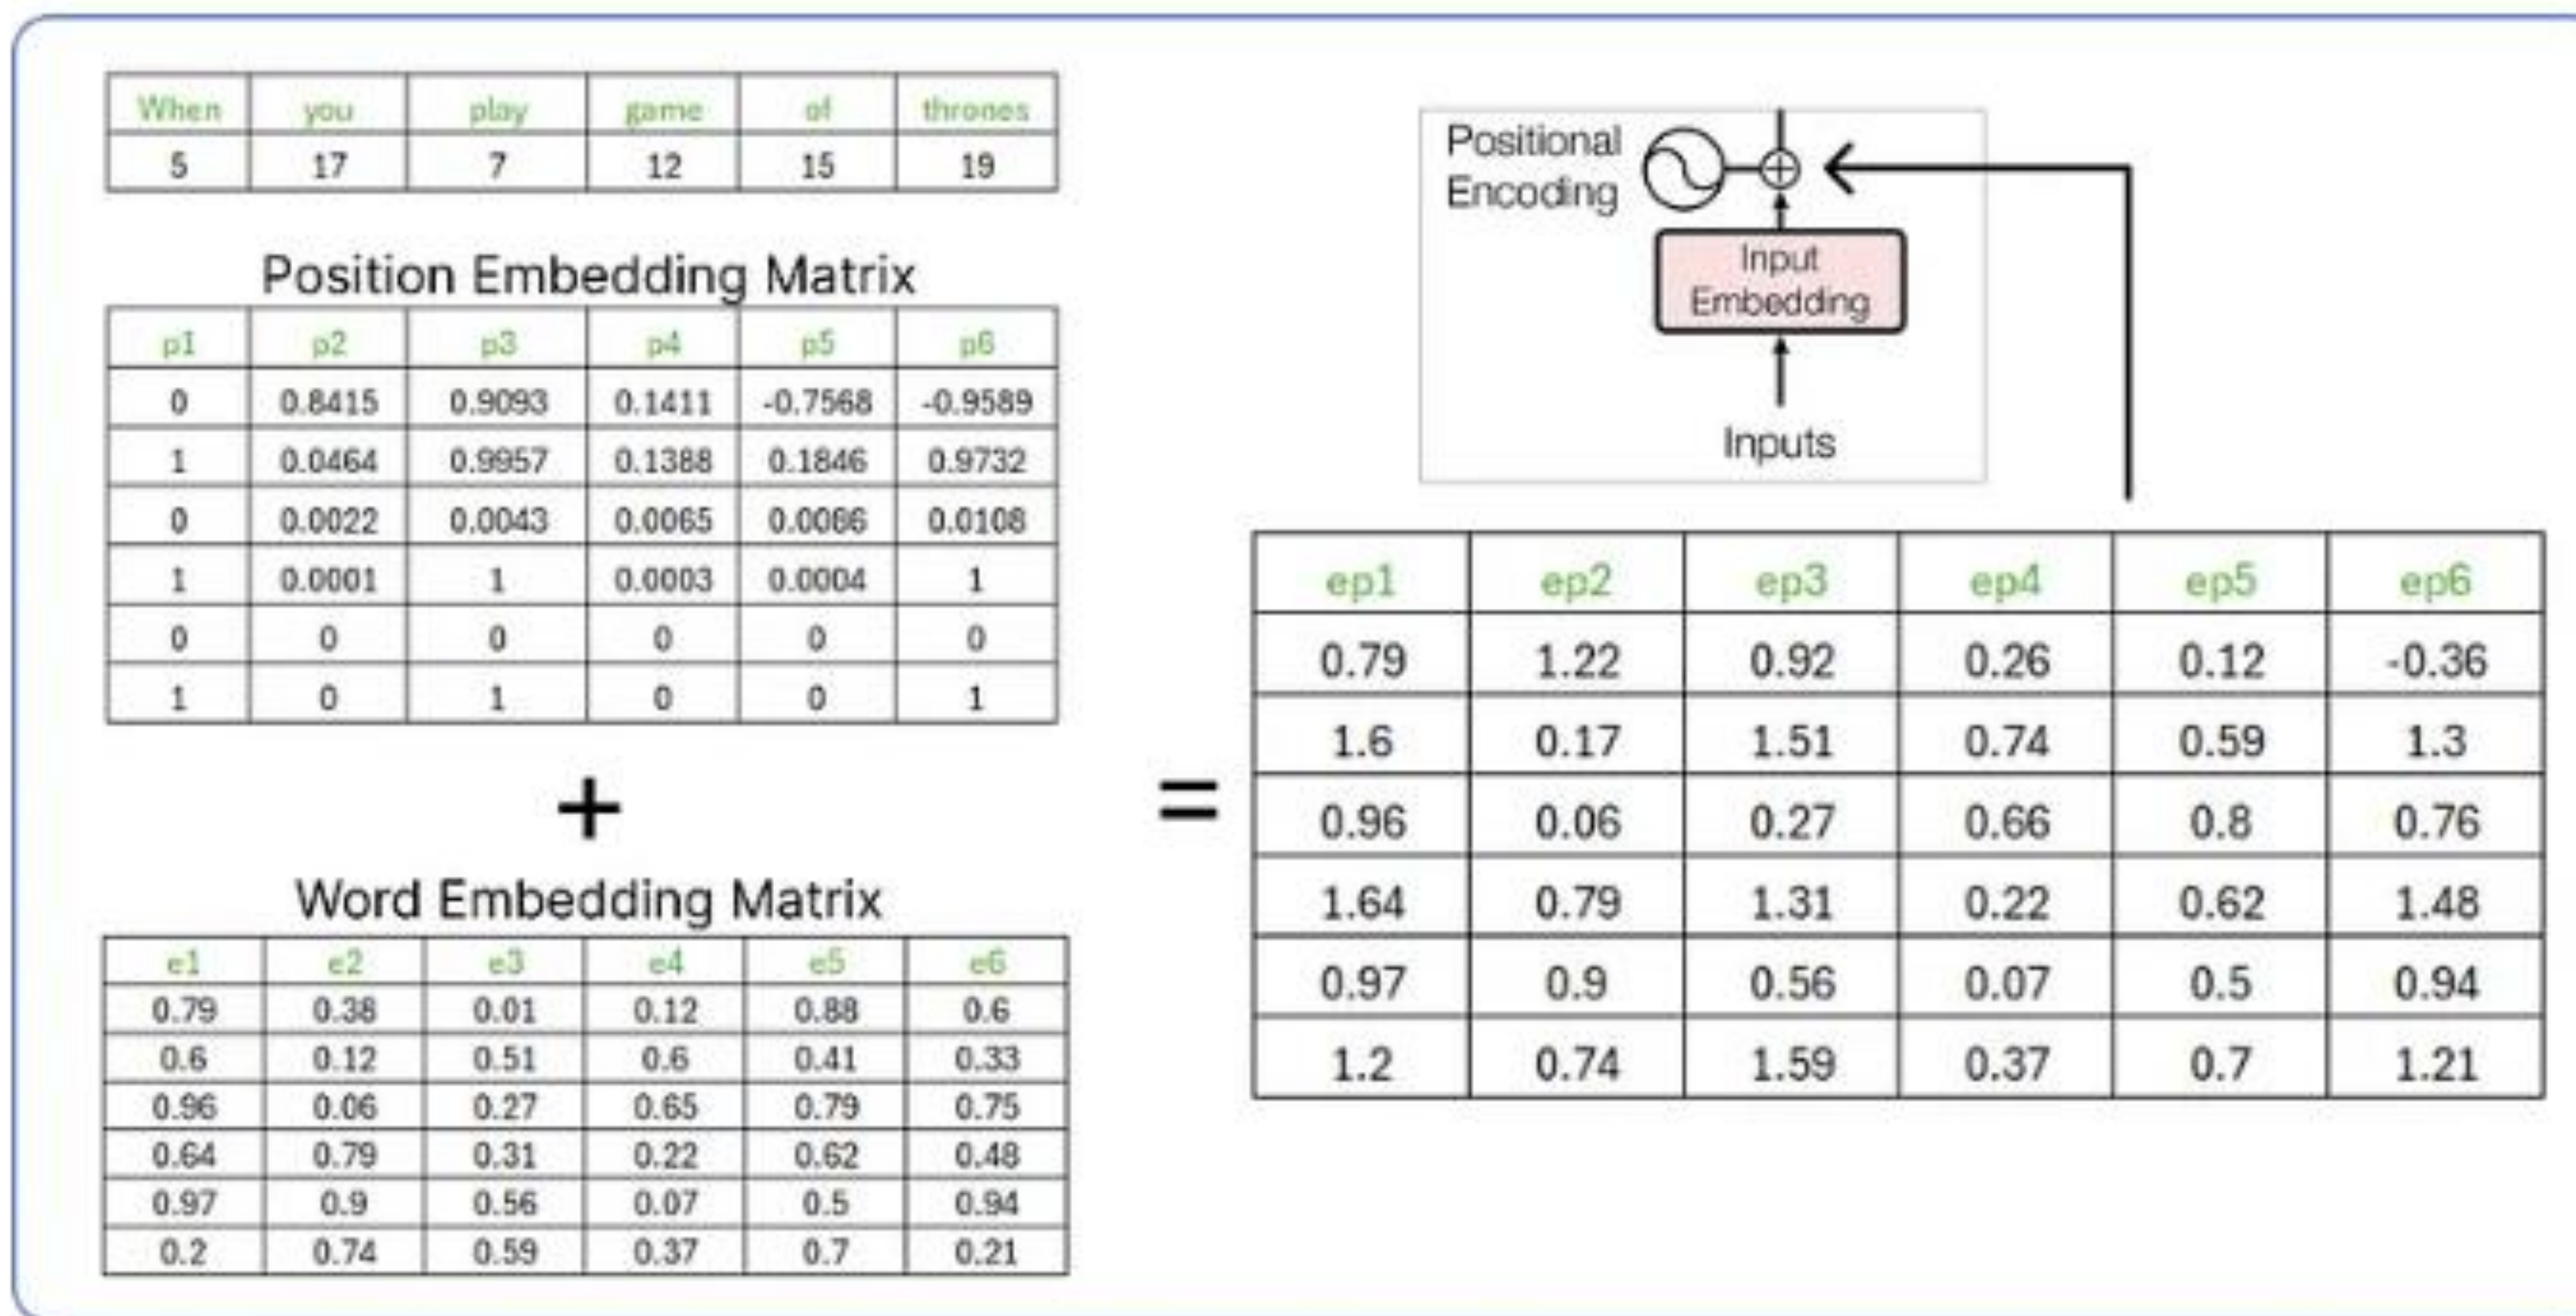 When you play game of thrones
5 17 7 12 15 19
Position Embedding Matrix
p1 p2 p3 p4 p5 p6
0 0.8415 0.9093 0.1411 -0.7568 -0.9589
1 0.0464 0.9957 0.1388 0.1846 0.9732
0 0.0022 0.0043 0.0065 0.0086 0.0108
1 0.0001 1 0.0003 0.0004 1
0 0 0 0 0 0
1 0 1 0 0 1
+
Word Embedding Matrix
e1 e2 e3 e4 e5 e6
0.79 0.38 0.01 0.12 0.88 0.6
0.6 0.12 0.51 0.6 0.41 0.33
0.96 0.06 0.27 0.65 0.79 0.75
0.64 0.79 0.31 0.22 0.62 0.48
0.97 0.9 0.56 0.07 0.5 0.94
0.2 0.74 0.59 0.37 0.7 0.21
=
Positional
Encoding
Input
Embedding
Inputs
ep1 ep2 ep3 ep4 ep5 ep6
0.79 1.22 0.92 0.26 0.12 -0.36
1.6 0.17 1.51 0.74 0.59 1.3
0.96 0.06 0.27 0.66 0.8 0.76
1.64 0.79 1.31 0.22 0.62 1.48
0.97 0.9 0.56 0.07 0.5 0.94
1.2 0.74 1.59 0.37 0.7 1.21